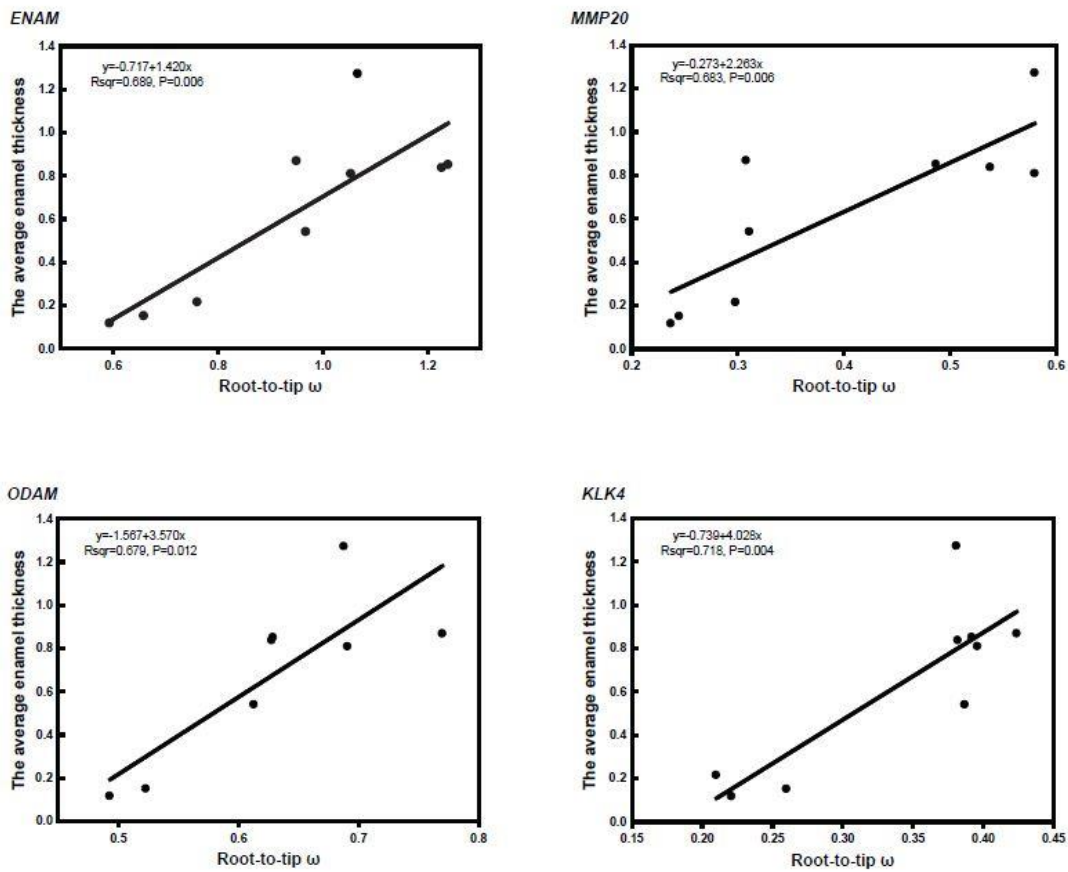 ENAM
y=-0.717+1.420x
Rsqr=0.689, P=0.006
The average enamel thickness
1.4
1.2
1.0
0.8
0.6
0.4
0.2
0.0
0.6 0.8 1.0 1.2
Root-to-tip ω
MMP20
y=-0.273+2.263x
Rsqr=0.683, P=0.006
The average enamel thickness
1.4
1.2
1.0
0.8
0.6
0.4
0.2
0.0
0.2 0.3 0.4 0.5 0.6
Root-to-tip ω
ODAM
y=-1.567+3.570x
Rsqr=0.679, P=0.012
The average enamel thickness
1.4
1.2
1.0
0.8
0.6
0.4
0.2
0.0
0.5 0.6 0.7 0.8
Root-to-tip ω
KLK4
y=-0.739+4.028x
Rsqr=0.718, P=0.004
The average enamel thickness
1.4
1.2
1.0
0.8
0.6
0.4
0.2
0.0
0.15 0.20 0.25 0.30 0.35 0.40 0.45
Root-to-tip ω